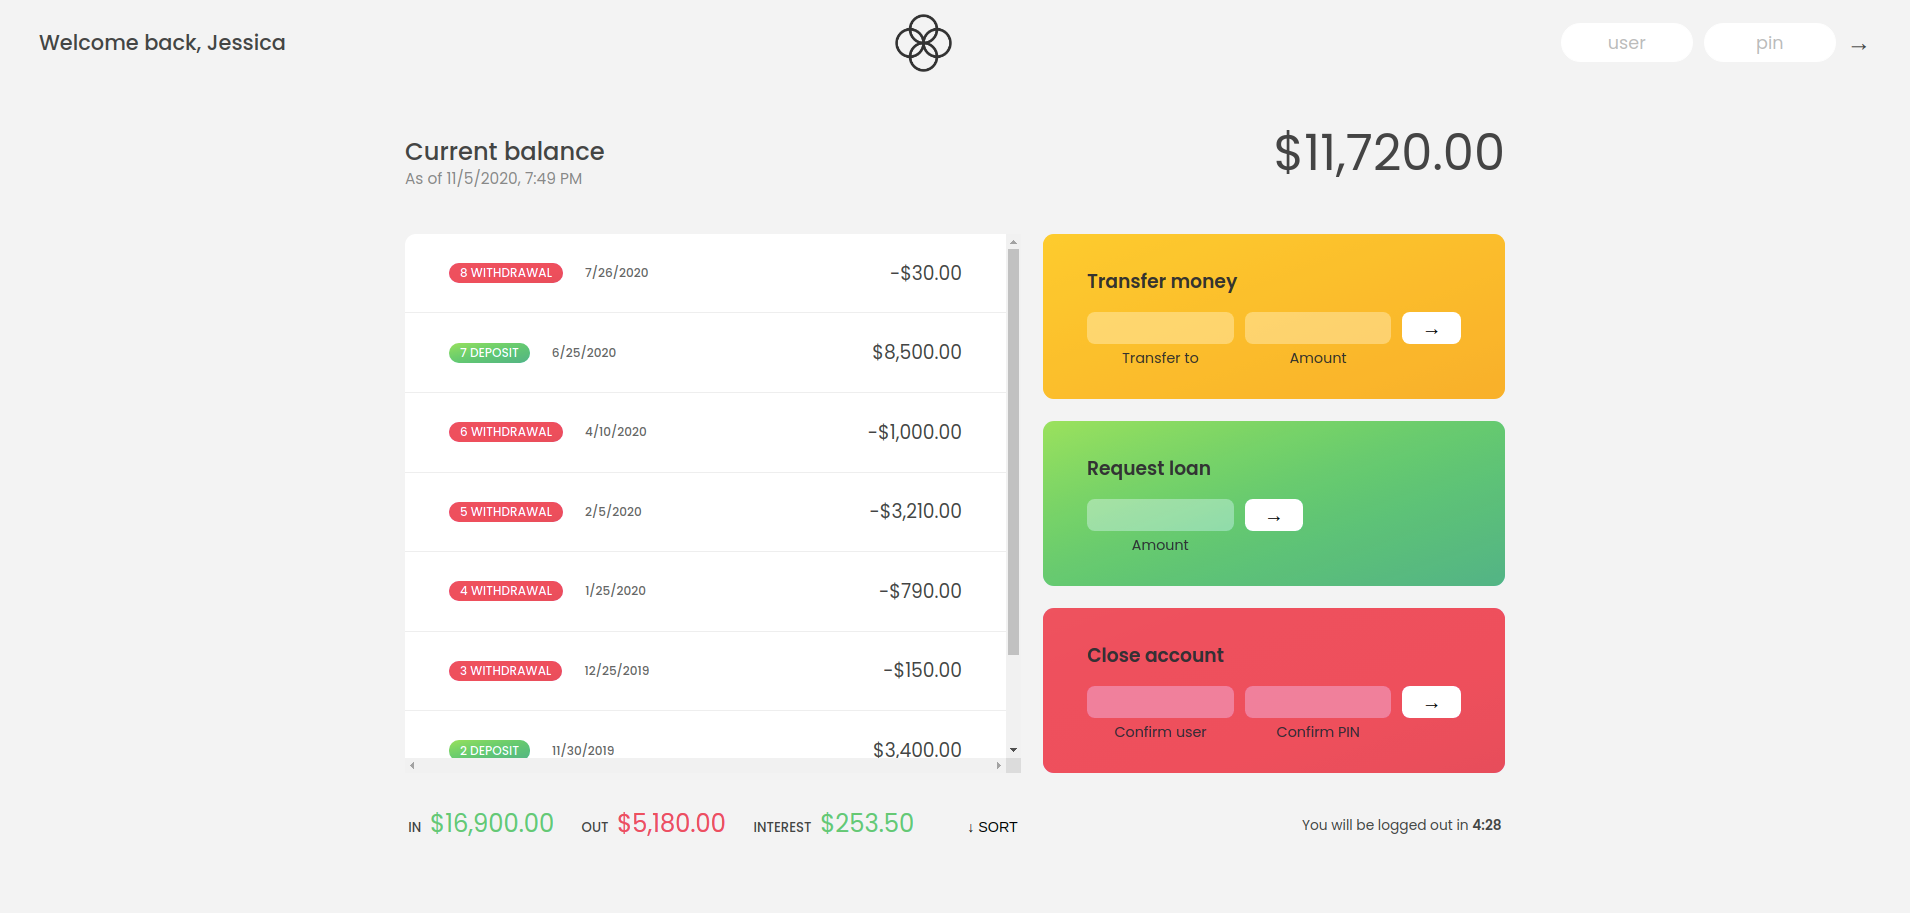 Welcome back, Jessica
user
pin
→
Current balance
As of 11/5/2020, 7:49 PM
$11,720.00
8 WITHDRAWAL 7/26/2020 -$30.00
7 DEPOSIT 6/25/2020 $8,500.00
6 WITHDRAWAL 4/10/2020 -$1,000.00
5 WITHDRAWAL 2/5/2020 -$3,210.00
4 WITHDRAWAL 1/25/2020 -$790.00
3 WITHDRAWAL 12/25/2019 -$150.00
2 DEPOSIT 11/30/2019 $3,400.00
Transfer money
→
Transfer to Amount
Request loan
→
Amount
Close account
→
Confirm user Confirm PIN
IN $16,900.00 OUT $5,180.00 INTEREST $253.50 ↓ SORT
You will be logged out in 4:28